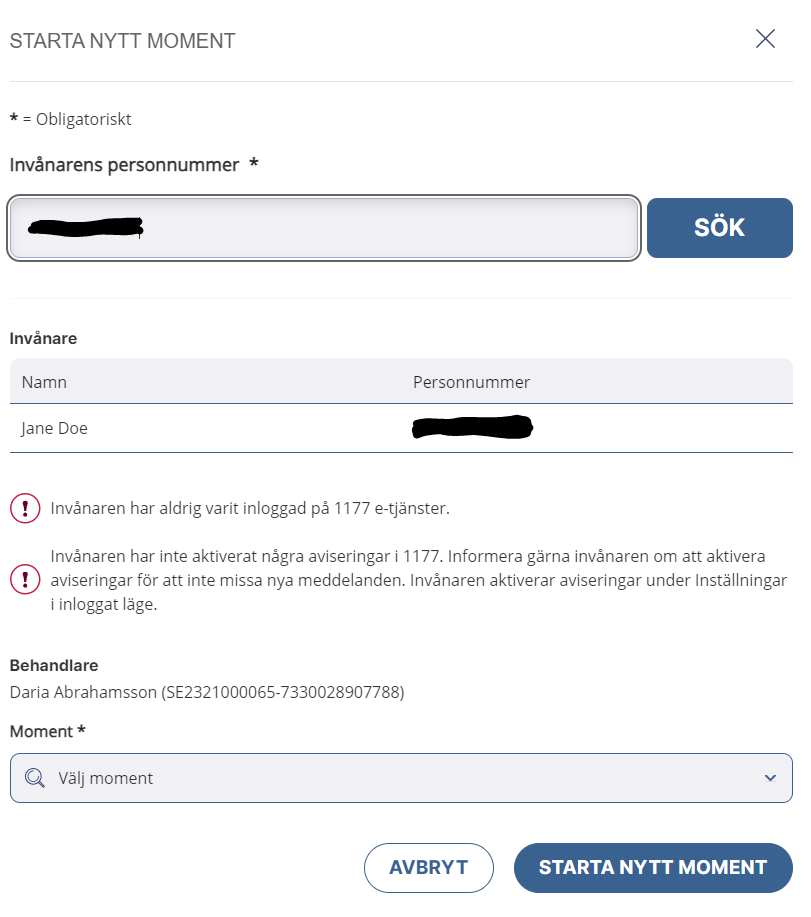 STARTA NYTT MOMENT
* = Obligatoriskt
Invånarens personnummer *
SÖK
Invånare
Namn Personnummer
Jane Doe
Invånaren har aldrig varit inloggad på 1177 e-tjänster.
Invånaren har inte aktiverat några aviseringar i 1177. Informera gärna invånaren om att aktivera
aviseringar för att inte missa nya meddelanden. Invånaren aktiverar aviseringar under Inställningar
i inloggat läge.
Behandlare
Daria Abrahamsson (SE2321000065-7330028907788)
Moment *
Välj moment
AVBRYT STARTA NYTT MOMENT